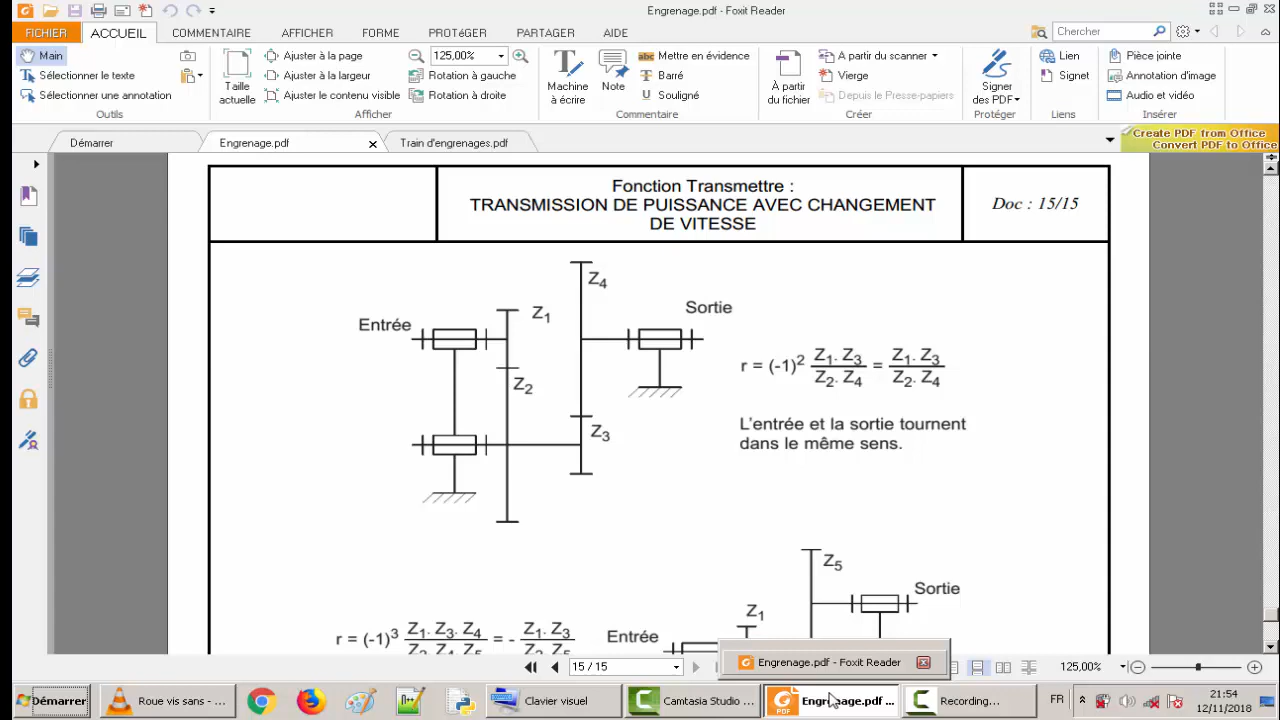 Engrenage.pdf - Foxit Reader
FICHIER ACCUEIL COMMENTAIRE AFFICHER FORME PROTÉGER PARTAGER AIDE
Chercher
Main
Sélectionner le texte
Sélectionner une annotation
Outils
Taille actuelle
Ajuster à la page
Ajuster à la largeur
Ajuster le contenu visible
125,00%
Rotation à gauche
Rotation à droite
Afficher
Machine à écrire
Note
Mettre en évidence
Barré
Souligné
Commentaire
A partir du fichier
A partir du scanner
Vierge
Depuis le Presse-papiers
Créer
Signer des PDF
Protéger
Lien
Signet
Liens
Pièce jointe
Annotation d'image
Audio et vidéo
Insérer
Démarrer Engrenage.pdf Train d'engrenages.pdf
Create PDF from Office
Convert PDF to Office
Fonction Transmettre :
TRANSMISSION DE PUISSANCE AVEC CHANGEMENT
DE VITESSE
Doc : 15/15
Z4
Entrée Z1 Sortie
Z2
Z3
r = (-1)² Z1. Z3 / Z2. Z4 = Z1. Z3 / Z2. Z4
L'entrée et la sortie tournent
dans le même sens.
Z5
Sortie
Z1
Entrée
r = (-1)³ Z1. Z3. Z4 / Z2. Z4. Z5 = - Z1. Z3 / Z2. Z5
Engrenage.pdf - Foxit Reader
15 / 15
125,00%
Démarrer
Roue vis sans - ...
Clavier visuel
Camtasia Studio ...
Engrenage.pdf ...
Recording...
FR
21:54
12/11/2018